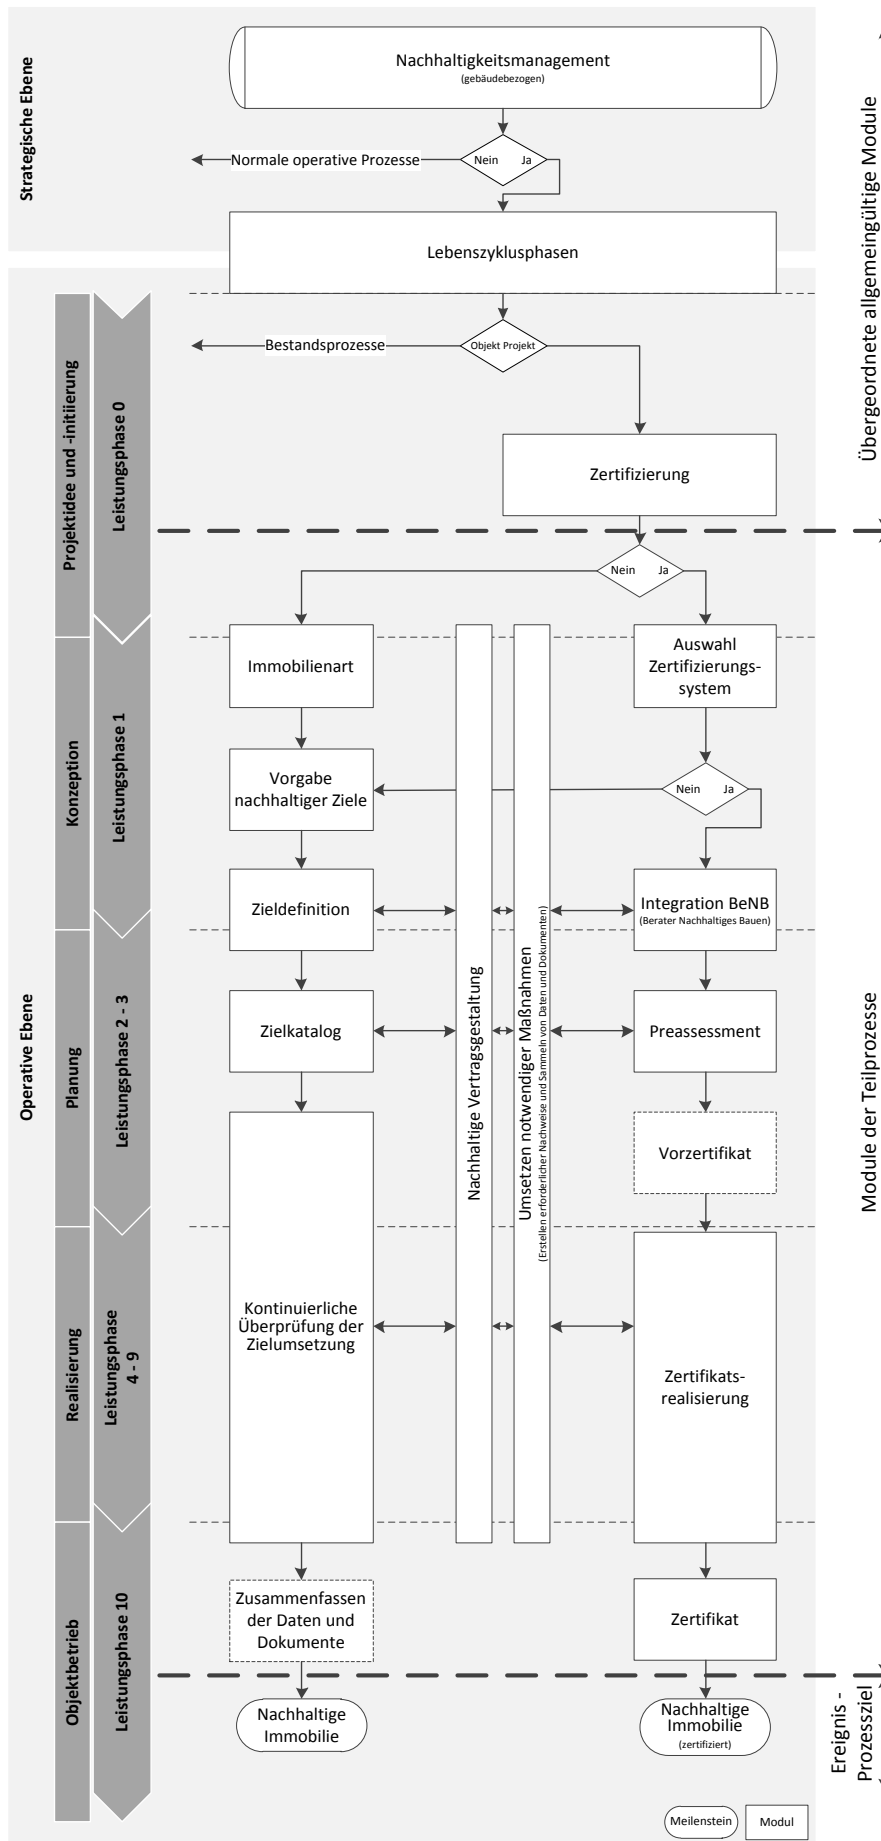 Strategische Ebene
Nachhaltigkeitsmanagement
(gebäudebezogen)
Nein Ja
Normale operative Prozesse
Lebenszyklusphasen
Übergeordnete allgemeingültige Module
Operative Ebene
Projektidee und -initiierung
Leistungsphase 0
Objekt Projekt
Bestandsprozesse
Zertifizierung
Nein Ja
Konzeption
Leistungsphase 1
Immobilienart
Auswahl
Zertifizierungs-
system
Vorgabe
nachhaltiger Ziele
Nein Ja
Zieldefinition
Integration BeNB
(Berater Nachhaltiges Bauen)
Nachhaltige Vertragsgestaltung
Umsetzen notwendiger Maßnahmen
(Erstellen erforderlicher Nachweise und Sammeln von Daten und Dokumenten)
Module der Teilprozesse
Planung
Leistungsphase 2 - 3
Zielkatalog
Preassessment
Vorzertifikat
Realisierung
Leistungsphase
4 - 9
Kontinuierliche
Überprüfung der
Zielumsetzung
Zertifikats-
realisierung
Objektbetrieb
Leistungsphase 10
Zusammenfassen
der Daten und
Dokumente
Zertifikat
Nachhaltige
Immobilie
Nachhaltige
Immobilie
(zertifiziert)
Ereignis -
Prozessziel
Meilenstein
Modul